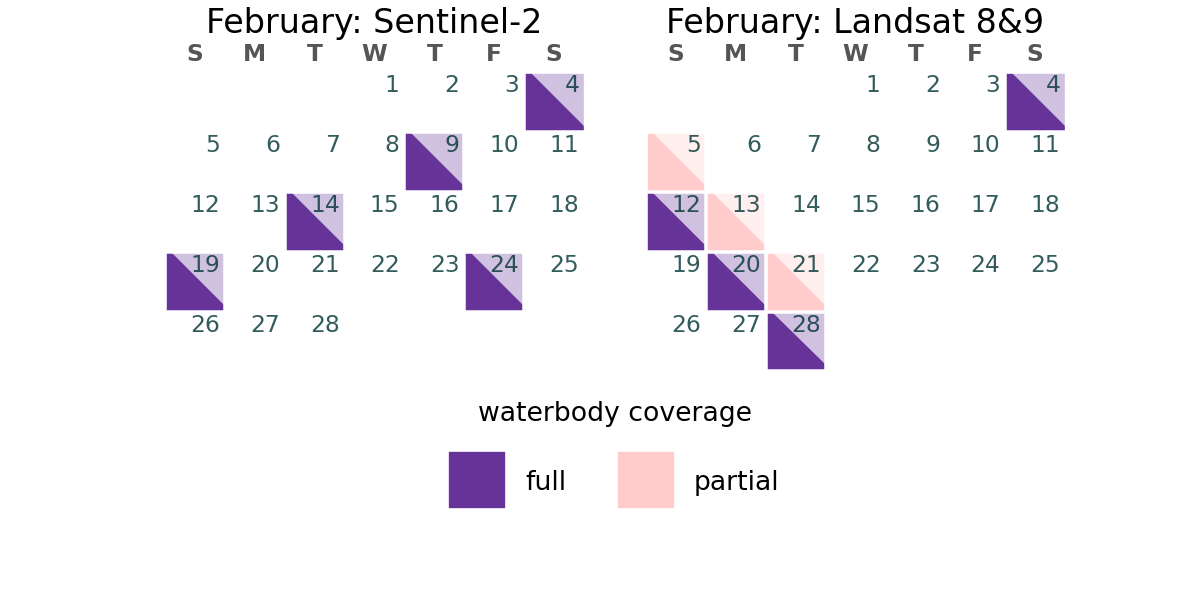 February: Sentinel-2
S M T W T F S
1 2 3 4
5 6 7 8 9 10 11
12 13 14 15 16 17 18
19 20 21 22 23 24 25
26 27 28
February: Landsat 8&9
S M T W T F S
1 2 3 4
5 6 7 8 9 10 11
12 13 14 15 16 17 18
19 20 21 22 23 24 25
26 27 28
waterbody coverage
full partial